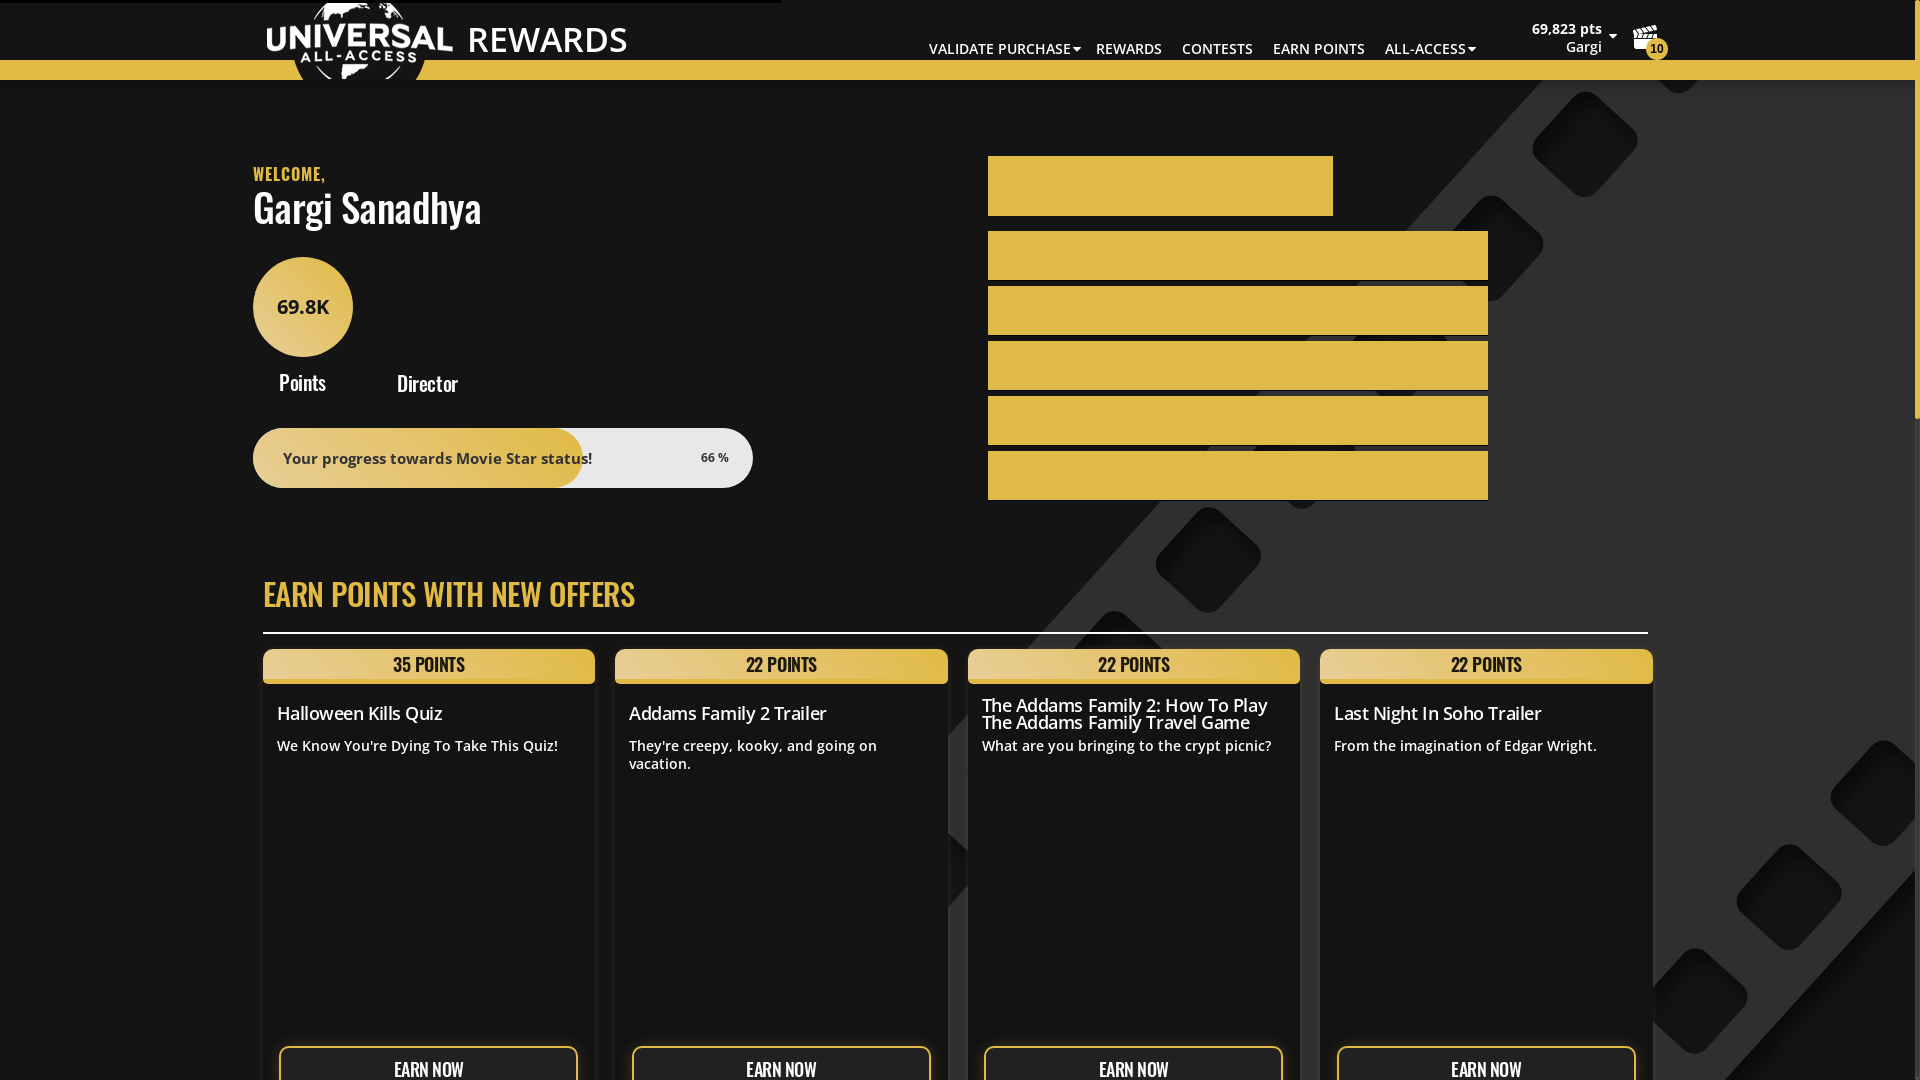 UNIVERSAL
ALL-ACCESS
REWARDS
VALIDATE PURCHASE
REWARDS
CONTESTS
EARN POINTS
ALL-ACCESS
69,823 pts
Gargi
10
WELCOME,
Gargi Sanadhya
69.8K
Points
Director
Your progress towards Movie Star status!
66 %
EARN POINTS WITH NEW OFFERS
35 POINTS
Halloween Kills Quiz
We Know You're Dying To Take This Quiz!
EARN NOW
22 POINTS
Addams Family 2 Trailer
They're creepy, kooky, and going on
vacation.
EARN NOW
22 POINTS
The Addams Family 2: How To Play
The Addams Family Travel Game
What are you bringing to the crypt picnic?
EARN NOW
22 POINTS
Last Night In Soho Trailer
From the imagination of Edgar Wright.
EARN NOW